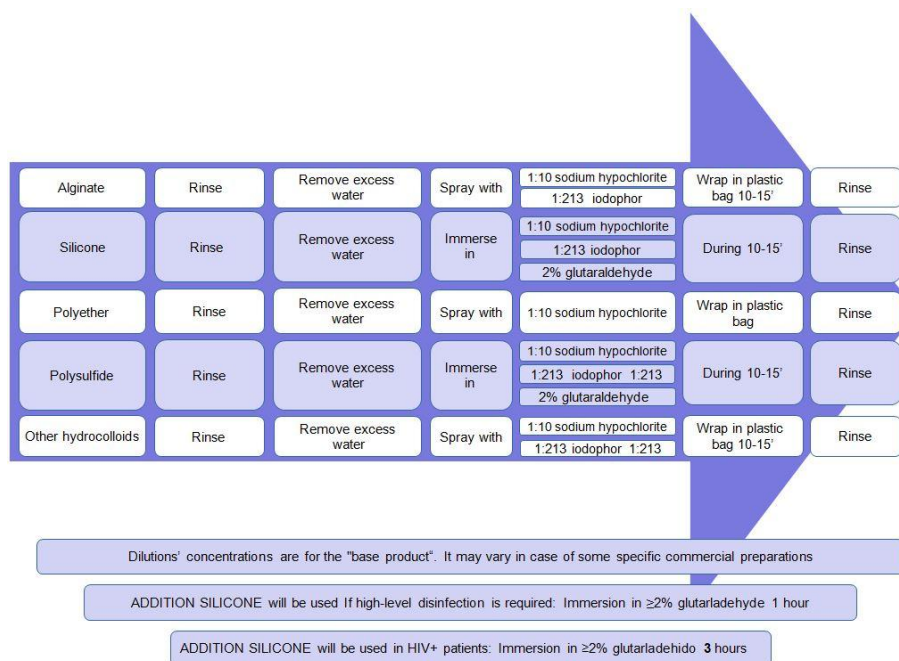 Alginate
Rinse
Remove excess
water
Spray with
1:10 sodium hypochlorite
1:213 iodophor
Wrap in plastic
bag 10-15'
Rinse
Silicone
Rinse
Remove excess
water
Immerse
in
1:10 sodium hypochlorite
1:213 iodophor
2% glutaraldehyde
During 10-15'
Rinse
Polyether
Rinse
Remove excess
water
Spray with
1:10 sodium hypochlorite
Wrap in plastic
bag
Rinse
Polysulfide
Rinse
Remove excess
water
Immerse
in
1:10 sodium hypochlorite
1:213 iodophor 1:213
2% glutaraldehyde
During 10-15'
Rinse
Other hydrocolloids
Rinse
Remove excess
water
Spray with
1:10 sodium hypochlorite
1:213 iodophor 1:213
Wrap in plastic
bag 10-15'
Rinse
Dilutions' concentrations are for the "base product“. It may vary in case of some specific commercial preparations
ADDITION SILICONE will be used If high-level disinfection is required: Immersion in ≥2% glutarladehyde 1 hour
ADDITION SILICONE will be used in HIV+ patients: Immersion in ≥2% glutarladehido 3 hours